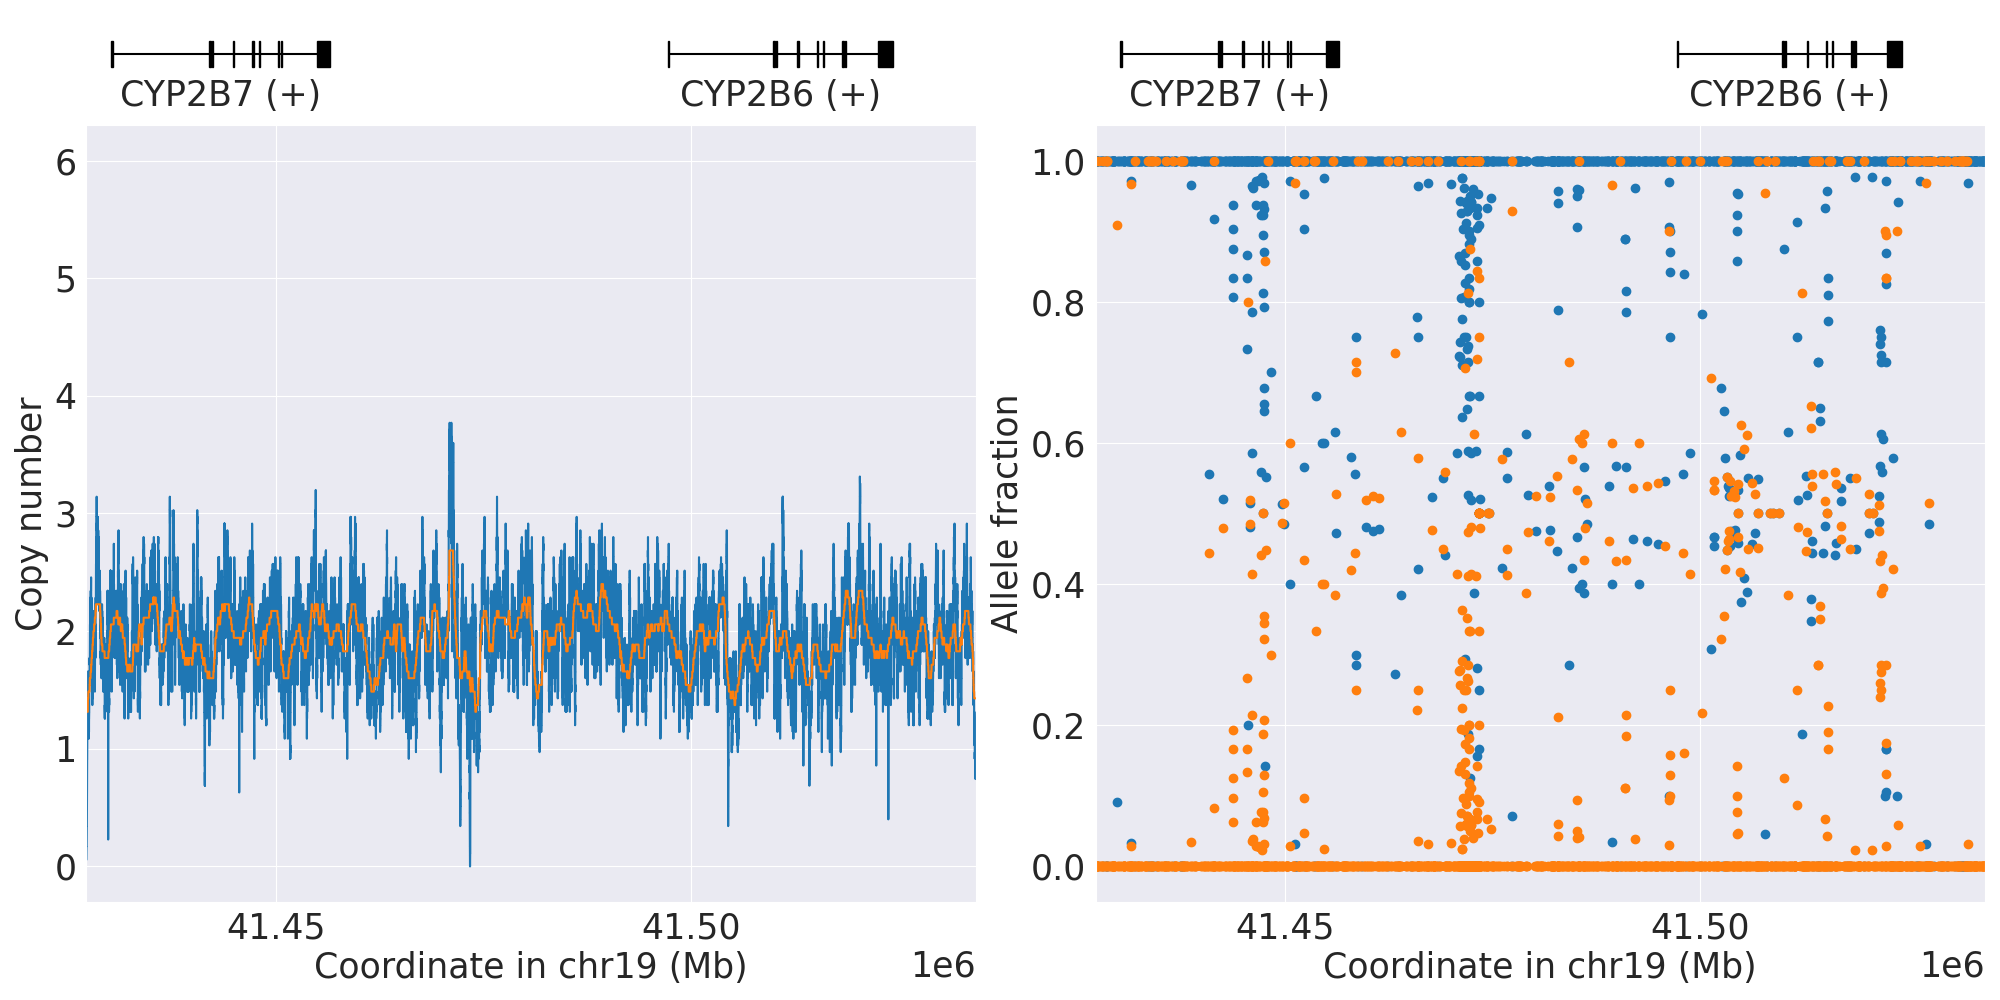 CYP2B7 (+)
CYP2B6 (+)
6
5
4
3
2
1
0
Copy number
41.45
41.50
Coordinate in chr19 (Mb)
1e6
CYP2B7 (+)
CYP2B6 (+)
1.0
0.8
0.6
0.4
0.2
0.0
Allele fraction
41.45
41.50
Coordinate in chr19 (Mb)
1e6